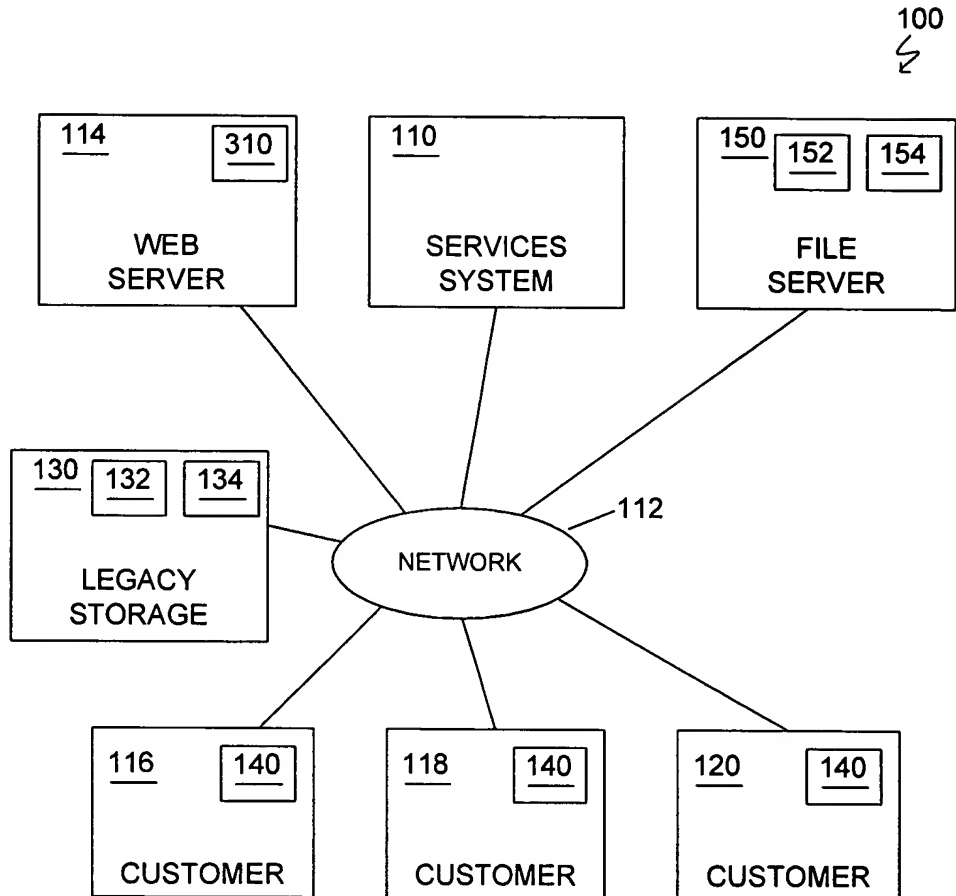 100
114 310
WEB
SERVER
110
SERVICES
SYSTEM
150 152 154
FILE
SERVER
130 132 134
LEGACY
STORAGE
NETWORK
112
116 140
CUSTOMER
118 140
CUSTOMER
120 140
CUSTOMER